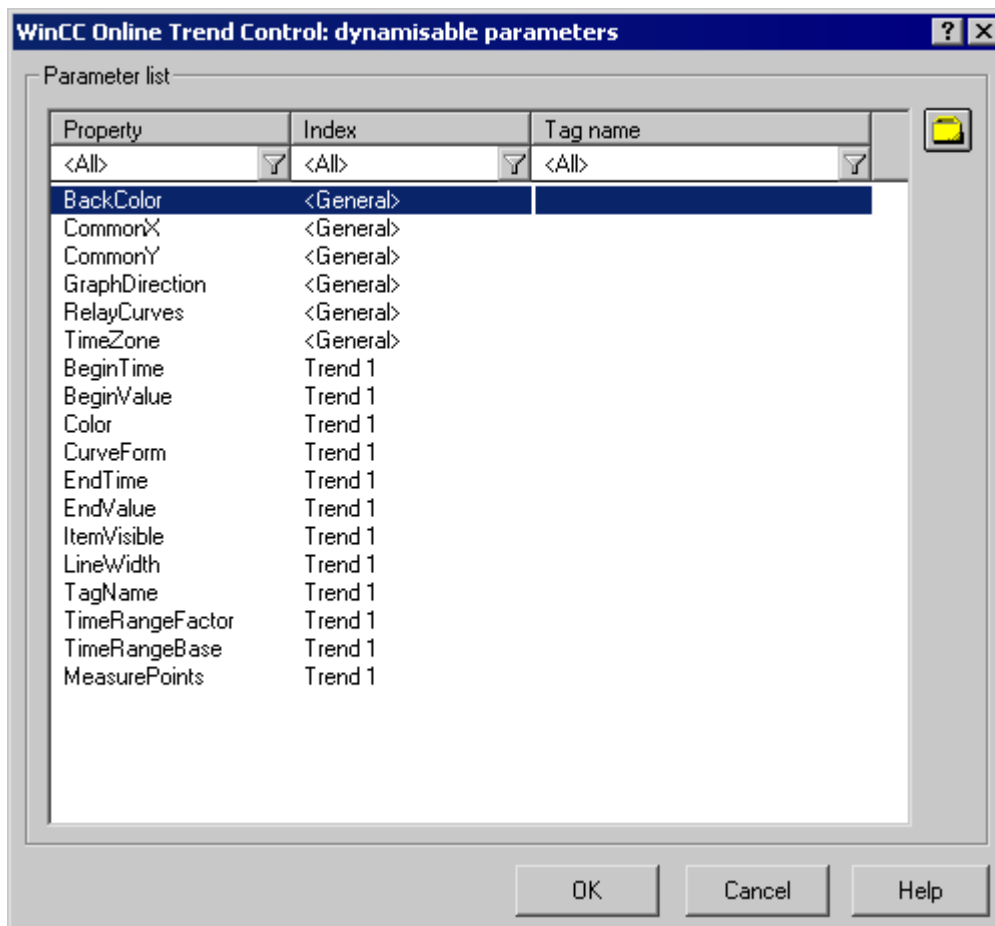 WinCC Online Trend Control: dynamisable parameters
Parameter list
Property Index Tag name
<All> <All> <All>
BackColor <General>
CommonX <General>
CommonY <General>
GraphDirection <General>
RelayCurves <General>
TimeZone <General>
BeginTime Trend 1
BeginValue Trend 1
Color Trend 1
CurveForm Trend 1
EndTime Trend 1
EndValue Trend 1
ItemVisible Trend 1
LineWidth Trend 1
TagName Trend 1
TimeRangeFactor Trend 1
TimeRangeBase Trend 1
MeasurePoints Trend 1
OK Cancel Help